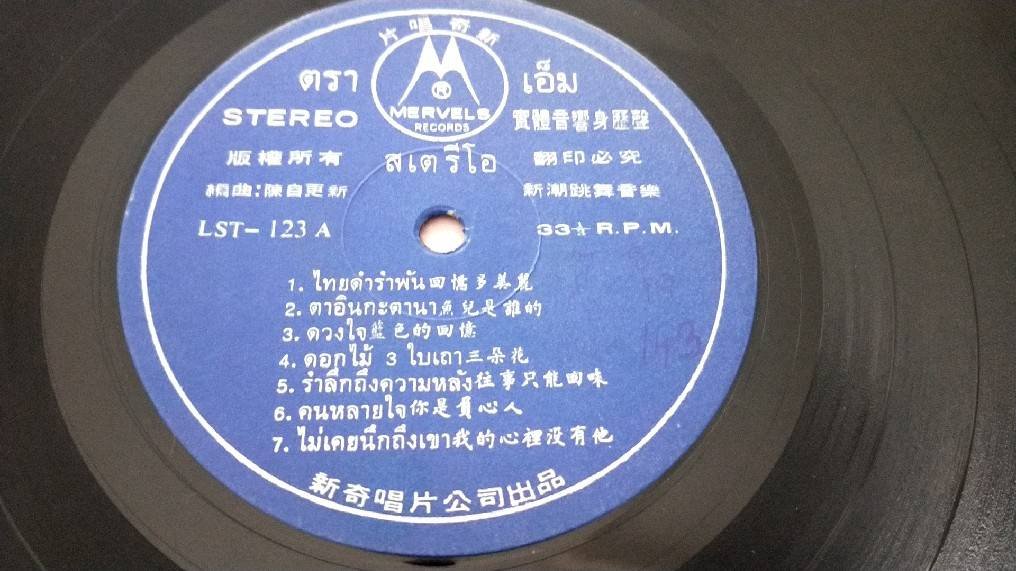 片唱奇新
ตรา MERVELS RECORDS เอ็ม
STEREO 實體音響身歷聲
版權所有 สเตรีโอ 翻印必究
編曲:陳自更新 新潮跳舞音樂
LST- 123 A 33⅓ R.P.M.
1. ไทยดำรำพัน回憶多美麗
2. ตาอินกะตานา魚兒是誰的
3. ดวงใจ藍色的回憶
4. ดอกไม้ 3 ใบเถา三朵花
5. รำลึกถึงความหลัง往事只能回味
6. คนหลายใจ你是負心人
7. ไม่เคยนึกถึงเขา我的心裡没有他
新奇唱片公司出品
143